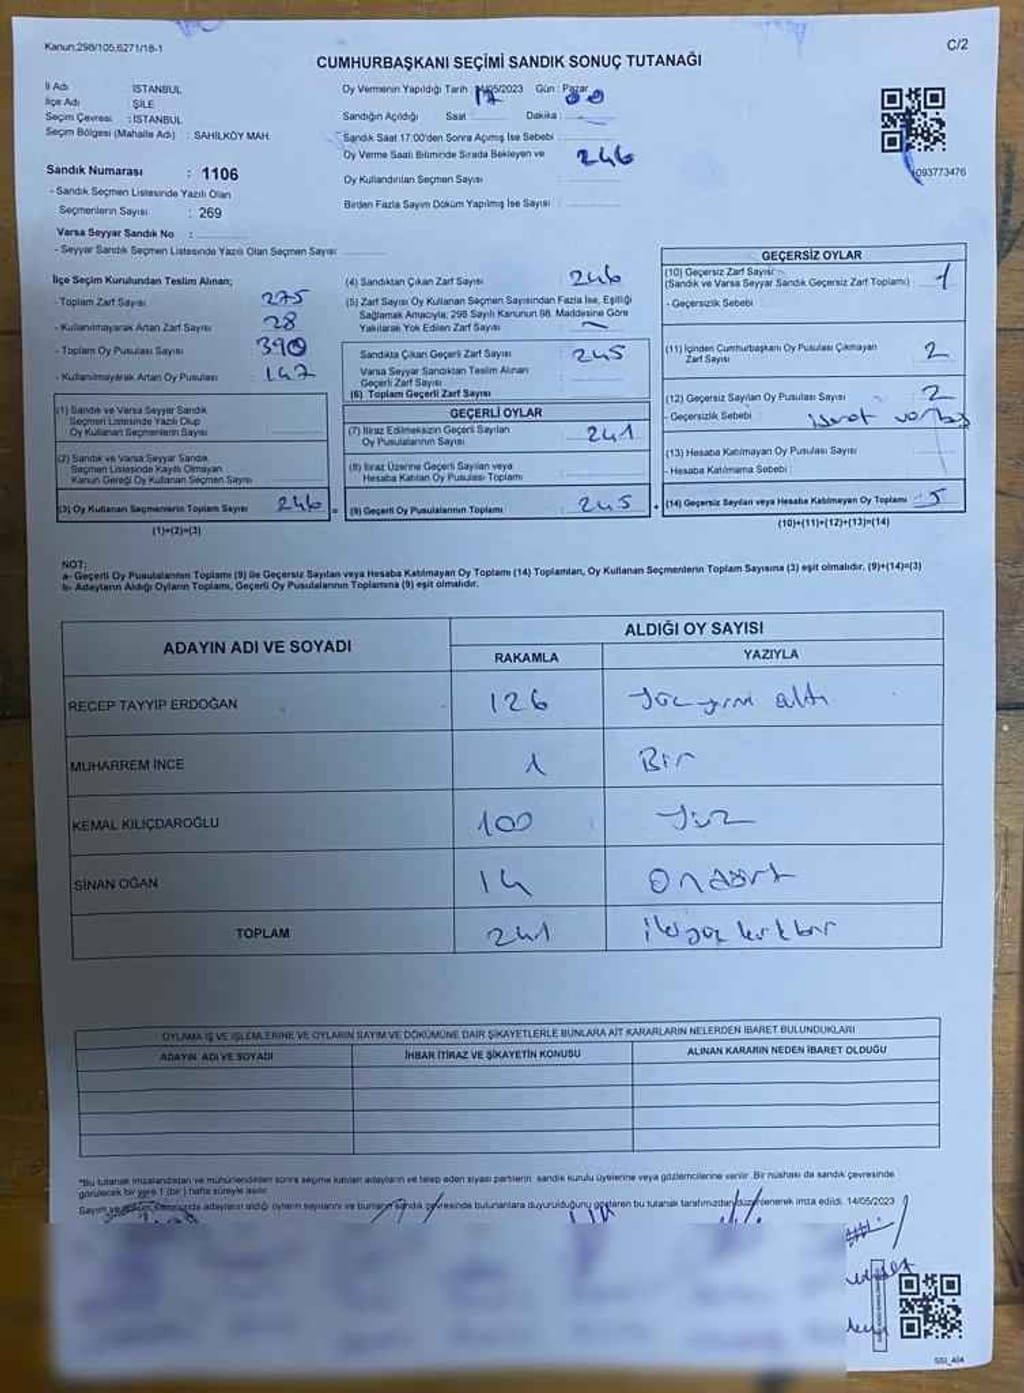 Kanun:298/105,6271/18-1
C/2
CUMHURBAŞKANI SEÇİMİ SANDIK SONUÇ TUTANAĞI
İl Adı İSTANBUL
İlçe Adı ŞİLE
Seçim Çevresi : İSTANBUL
Seçim Bölgesi (Mahalle Adı) : SAHİLKÖY MAH.
Sandık Numarası : 1106
- Sandık Seçmen Listesinde Yazılı Olan
Seçmenlerin Sayısı : 269
Varsa Seyyar Sandık No :
- Seyyar Sandık Seçmen Listesinde Yazılı Olan Seçmen Sayısı
Oy Vermenin Yapıldığı Tarih : 14/05/2023 Gün : Pazar
Sandığın Açıldığı Saat 17 Dakika : 00
Sandık Saat 17:00'den Sonra Açımış İse Sebebi
Oy Verme Saati Bitiminde Sırada Bekleyen ve 246
Oy Kullandırılan Seçmen Sayısı
Birden Fazla Sayım Döküm Yapılmış İse Sayısı
1093773476
İlçe Seçim Kurulundan Teslim Alınan;
- Toplam Zarf Sayısı 275
- Kullanılmayarak Artan Zarf Sayısı 28
- Toplam Oy Pusulası Sayısı 390
- Kullanılmayarak Artan Oy Pusulası : 147
(1) Sandık ve Varsa Seyyar Sandık
Seçmen Listesinde Yazılı Olup
Oy Kullanan Seçmenlerin Sayısı
(2) Sandık ve Varsa Seyyar Sandık
Seçmen Listesinde Kayıtlı Olmayan
Kanun Gereği Oy Kullanan Seçmen Sayısı
(3) Oy Kullanan Seçmenlerin Toplam Sayısı 246
(1)+(2)=(3)
(4) Sandıktan Çıkan Zarf Sayısı 246
(5) Zarf Sayısı Oy Kullanan Seçmen Sayısından Fazla İse, Eşitliği
Sağlamak Amacıyla; 298 Sayılı Kanunun 98. Maddesine Göre
Yakılarak Yok Edilen Zarf Sayısı
Sandıkta Çıkan Geçerli Zarf Sayısı 245
Varsa Seyyar Sandıktan Teslim Alınan
Geçerli Zarf Sayısı
(6) Toplam Geçerli Zarf Sayısı
GEÇERLİ OYLAR
(7) İtiraz Edilmeksizin Geçerli Sayılan
Oy Pusulalarının Sayısı 241
(8) İtiraz Üzerine Geçerli Sayılan veya
Hesaba Katılan Oy Pusulası Toplamı
(9) Geçerli Oy Pusulalarının Toplamı 245
GEÇERSİZ OYLAR
(10) Geçersiz Zarf Sayısı 1
(Sandık ve Varsa Seyyar Sandık Geçersiz Zarf Toplamı)
- Geçersizlik Sebebi
(11) İçinden Cumhurbaşkanı Oy Pusulası Çıkmayan
Zarf Sayısı 2
(12) Geçersiz Sayılan Oy Pusulası Sayısı 2
- Geçersizlik Sebebi :
(13) Hesaba Katılmayan Oy Pusulası Sayısı
- Hesaba Katılmama Sebebi :
(14) Geçersiz Sayılan veya Hesaba Katılmayan Oy Toplamı 5
(10)+(11)+(12)+(13)=(14)
NOT:
a- Geçerli Oy Pusulalarının Toplamı (9) ile Geçersiz Sayılan veya Hesaba Katılmayan Oy Toplamı (14) Toplamları, Oy Kullanan Seçmenlerin Toplam Sayısına (3) eşit olmalıdır, (9)+(14)=(3)
b- Adayların Aldığı Oyların Toplamı, Geçerli Oy Pusulalarının Toplamına (9) eşit olmalıdır.
ADAYIN ADI VE SOYADI
ALDIĞI OY SAYISI
RAKAMLA YAZIYLA
RECEP TAYYİP ERDOĞAN 126 Yüzyirmi altı
MUHARREM İNCE 1 Bir
KEMAL KILIÇDAROĞLU 100 Yüz
SİNAN OĞAN 14 Ondört
TOPLAM 241 ikiyüz kırkbir
OYLAMA İŞ VE İŞLEMLERİNE VE OYLARIN SAYIM VE DÖKÜMÜNE DAİR ŞİKAYETLERLE BUNLARA AİT KARARLARIN NELERDEN İBARET BULUNDUKLARI
ADAYIN ADI VE SOYADI İHBAR İTİRAZ VE ŞİKAYETİN KONUSU ALINAN KARARIN NEDEN İBARET OLDUĞU
*Bu tutanak imzalandıktan ve mühürlendikten sonra seçime katılan adayların ve talep eden siyasi partilerin sandık kurulu üyelerine veya gözlemcilerine verilir. Bir nüshası da sandık çevresinde
görülecek bir yere 1 (bir) hafta süreyle asılır.
adayların aldığı oyların sayılarını ve bunların sandık çevresinde bulunanlara duyurulduğunu gösteren bu tutanak tarafımızdan düzenlenerek imza edildi. 14/05/2023